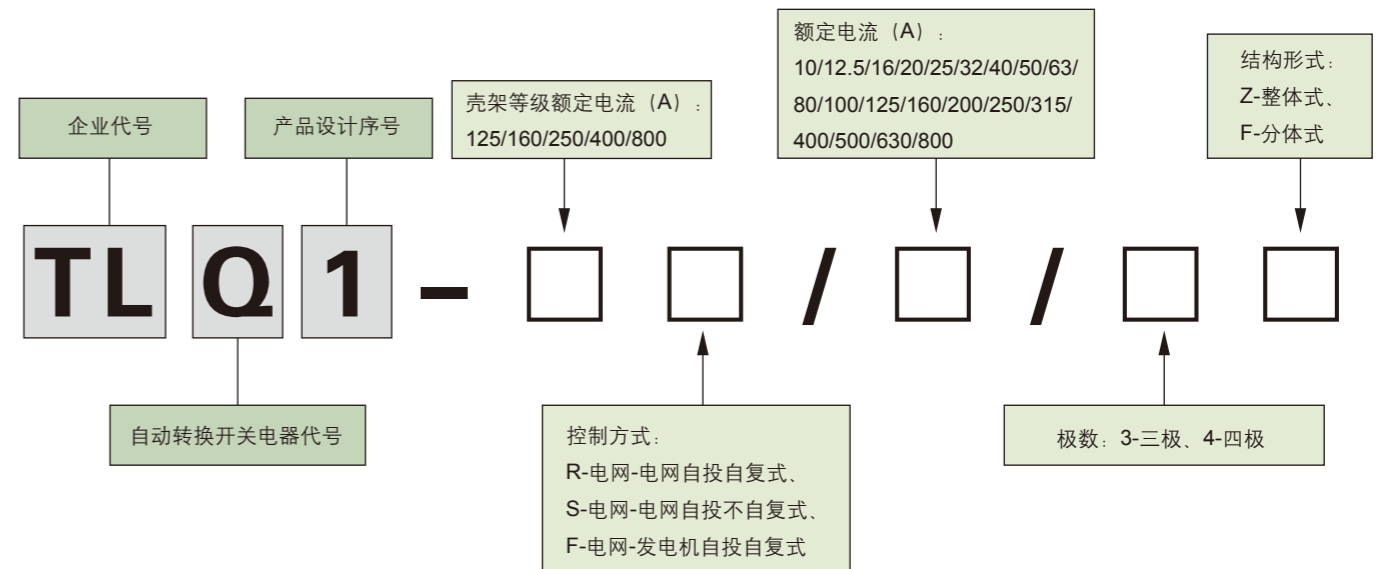 额定电流（A）：
10/12.5/16/20/25/32/40/50/63/
80/100/125/160/200/250/315/
400/500/630/800
结构形式：
Z-整体式、
F-分体式
壳架等级额定电流（A）：
125/160/250/400/800
企业代号
产品设计序号
TL Q 1 - □ □ / □ / □ □
自动转换开关电器代号
控制方式：
R-电网-电网自投自复式、
S-电网-电网自投不自复式、
F-电网-发电机自投自复式
极数：3-三极、4-四极